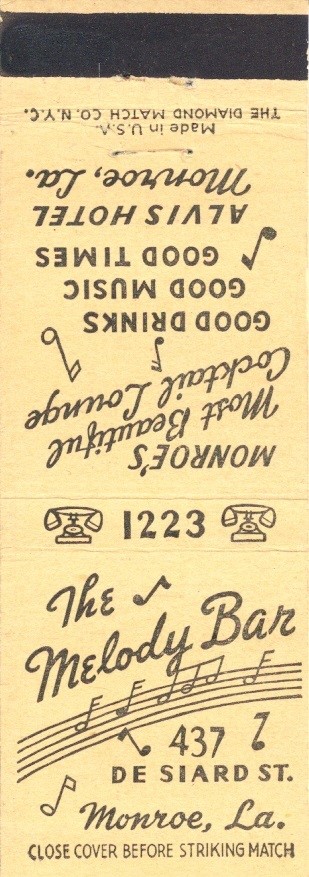 The
Melody Bar
437
DE SIARD ST.
Monroe, La.
CLOSE COVER BEFORE STRIKING MATCH
1223
MONROE'S
Most Beautiful
Cocktail Lounge
GOOD DRINKS
GOOD MUSIC
GOOD TIMES
ALVIS HOTEL
Monroe, La.
Made in U.S.A.
THE DIAMOND MATCH CO. N.Y.C.